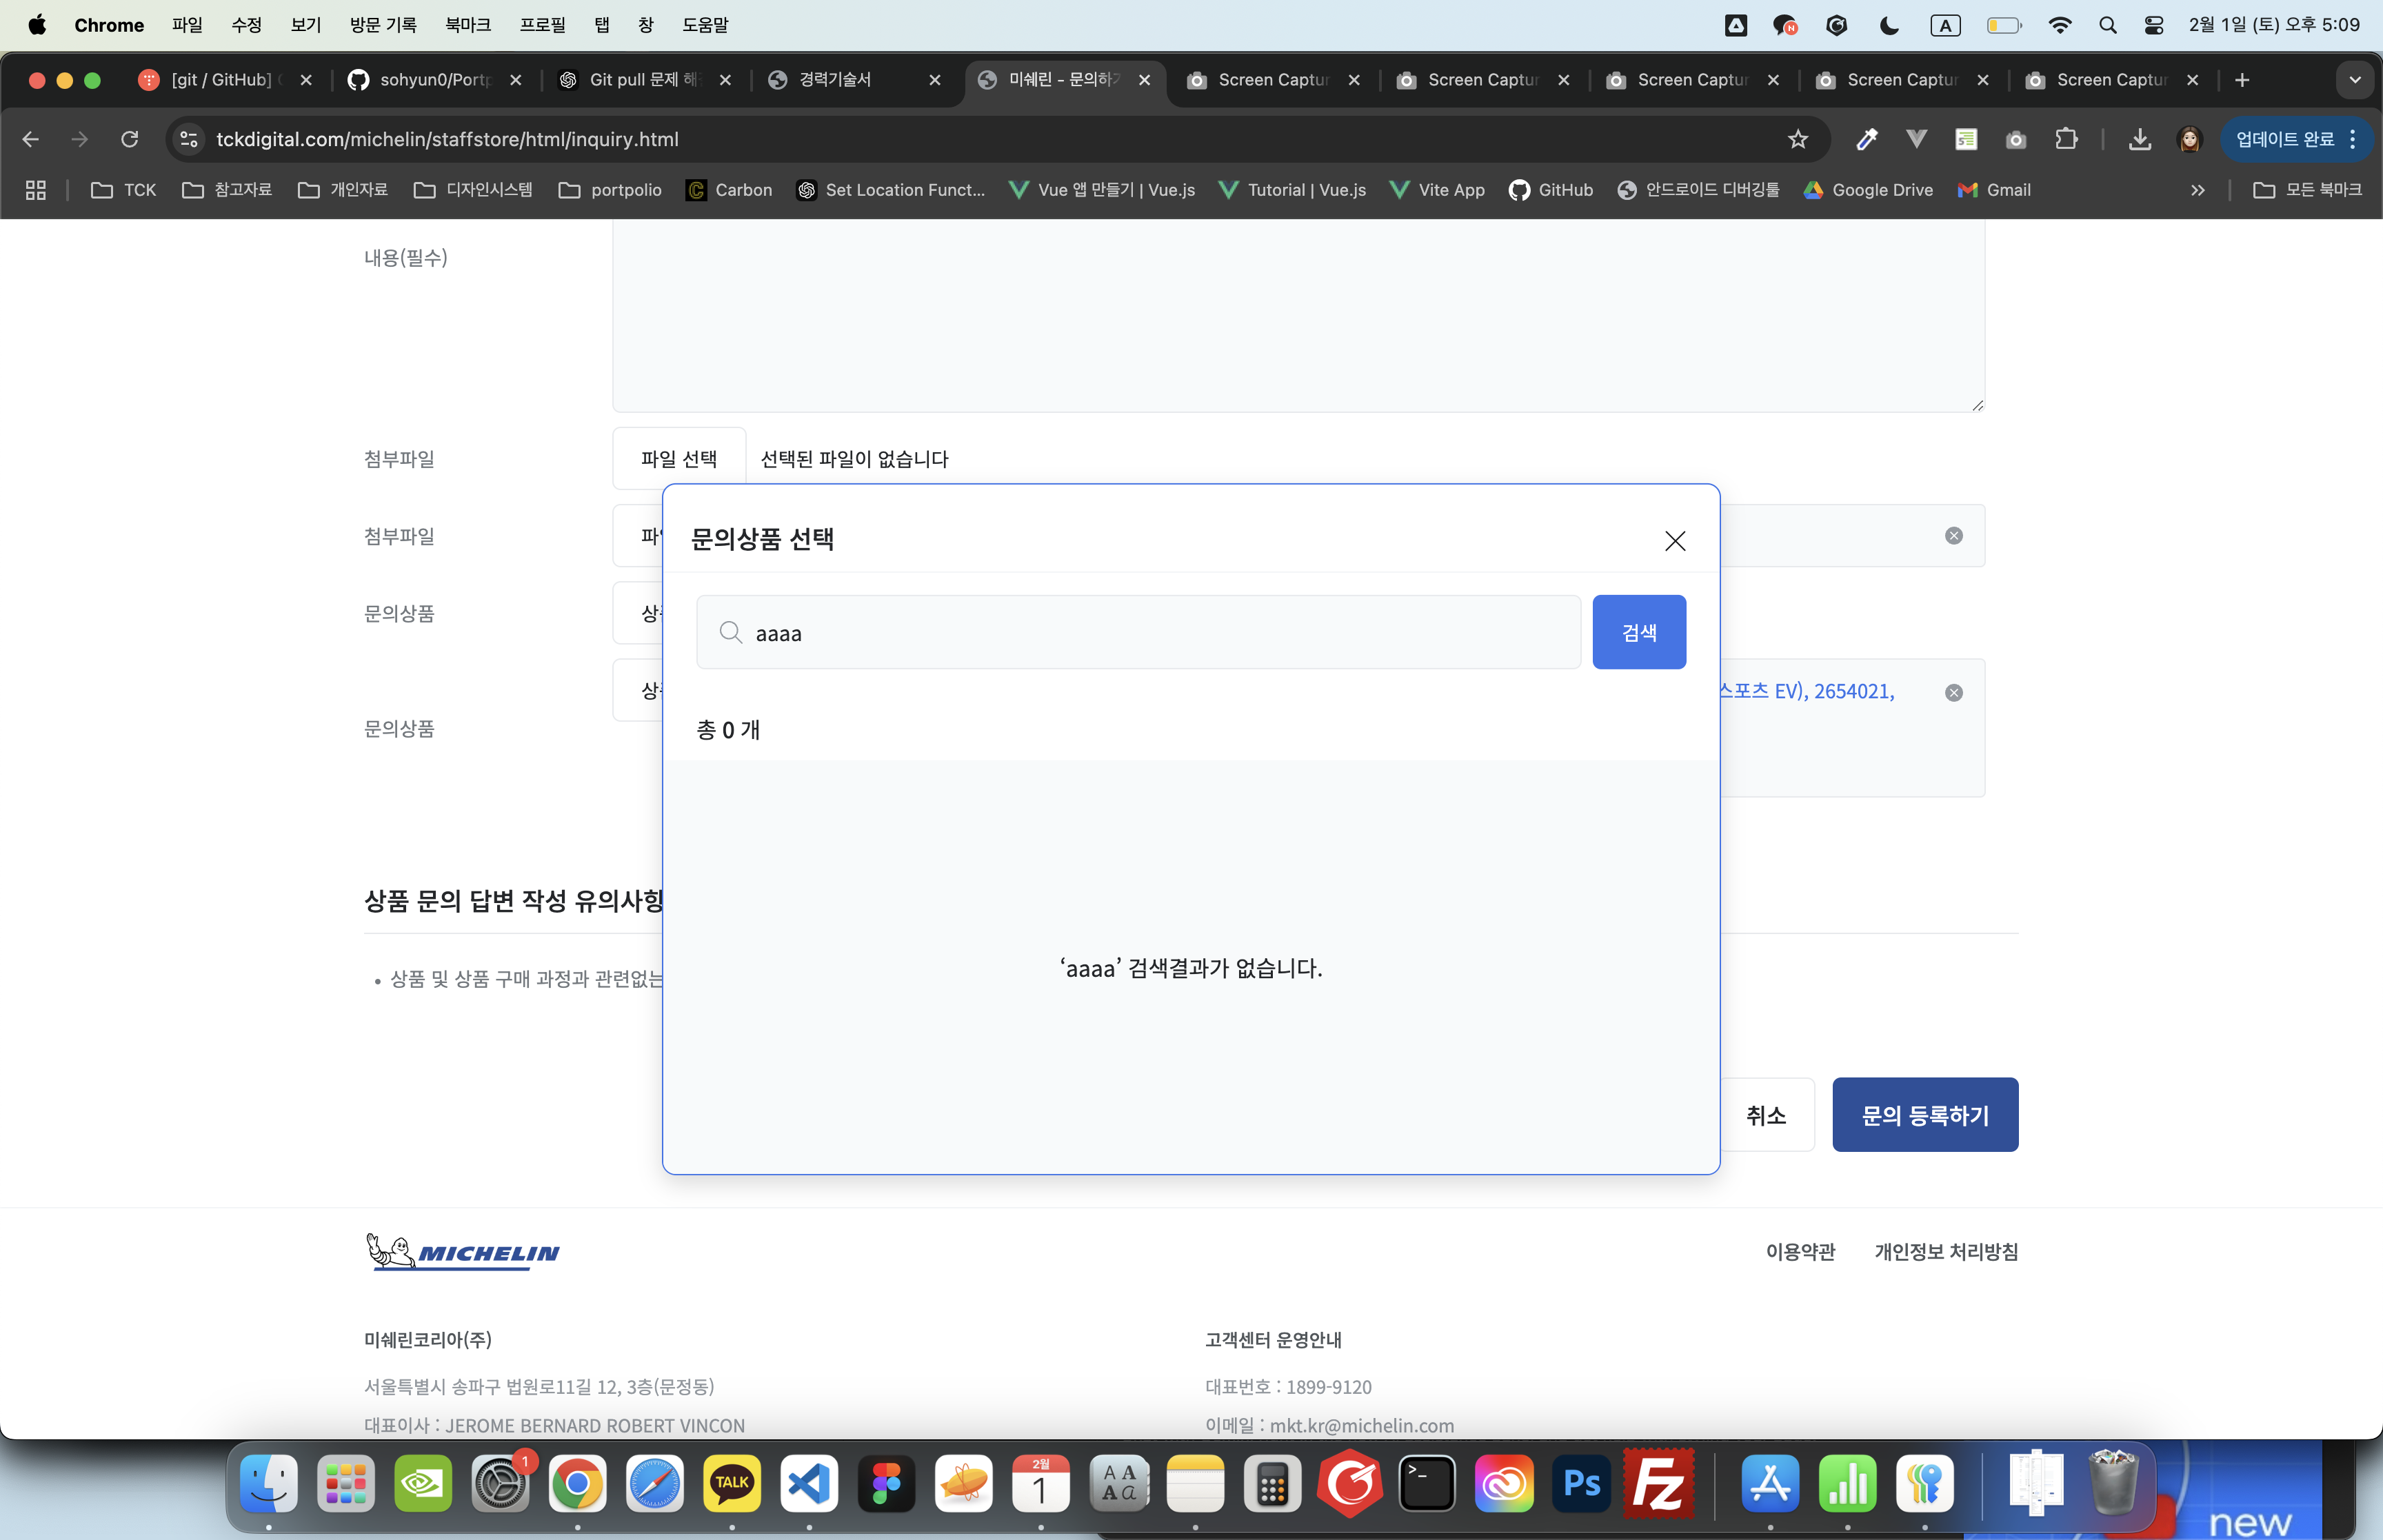 Chrome 파일 수정 보기 방문 기록 북마크 프로필 탭 창 도움말 A 2월 1일 (토) 오후 5:09
[git / GitHub] sohyun0/Portp Git pull 문제 해 경력기술서 미쉐린 - 문의하기 Screen Captur Screen Captur Screen Captur Screen Captur Screen Captur
tckdigital.com/michelin/staffstore/html/inquiry.html 업데이트 완료
TCK 참고자료 개인자료 디자인시스템 portpolio Carbon Set Location Funct... Vue 앱 만들기 | Vue.js Tutorial | Vue.js Vite App GitHub 안드로이드 디버깅툴 Google Drive Gmail 모든 북마크
내용(필수)
첨부파일 파일 선택 선택된 파일이 없습니다
첨부파일
문의상품 선택
문의상품
aaaa 검색
문의상품 스포츠 EV), 2654021,
총 0 개
상품 문의 답변 작성 유의사항
• 상품 및 상품 구매 과정과 관련없는
‘aaaa’ 검색결과가 없습니다.
취소 문의 등록하기
MICHELIN
이용약관 개인정보 처리방침
미쉐린코리아(주) 고객센터 운영안내
서울특별시 송파구 법원로11길 12, 3층(문정동) 대표번호 : 1899-9120
대표이사 : JEROME BERNARD ROBERT VINCON 이메일 : mkt.kr@michelin.com
1 TALK 2월 1 Ps Fz
new